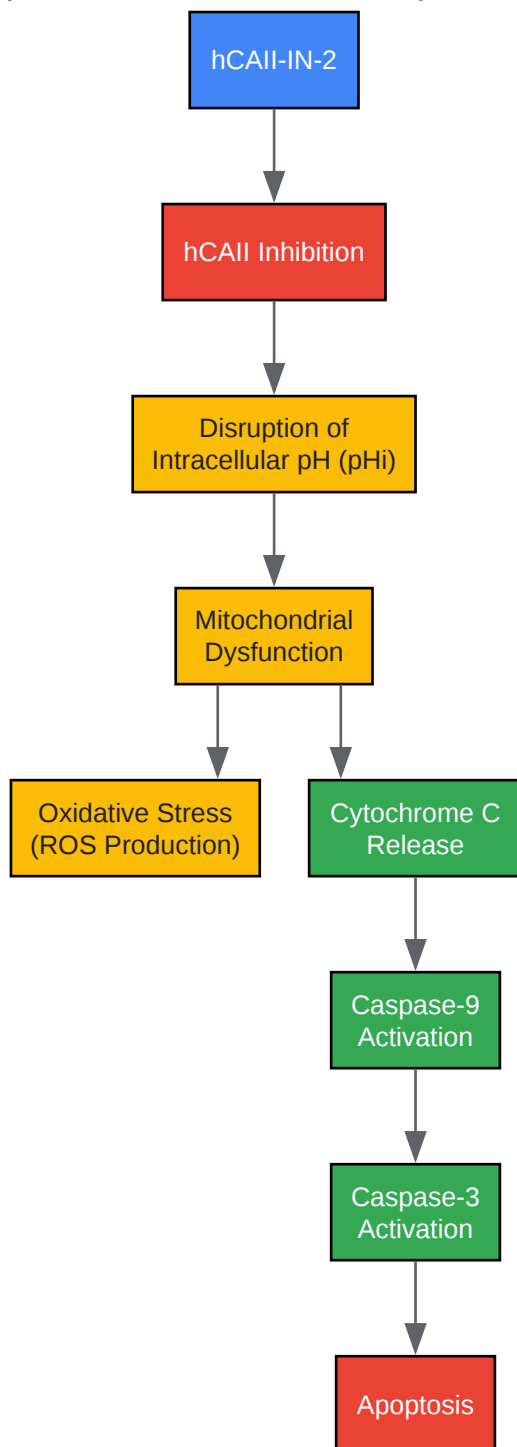 hCAII-IN-2
hCAII Inhibition
Disruption of
Intracellular pH (pHi)
Mitochondrial
Dysfunction
Oxidative Stress
(ROS Production)
Cytochrome C
Release
Caspase-9
Activation
Caspase-3
Activation
Apoptosis